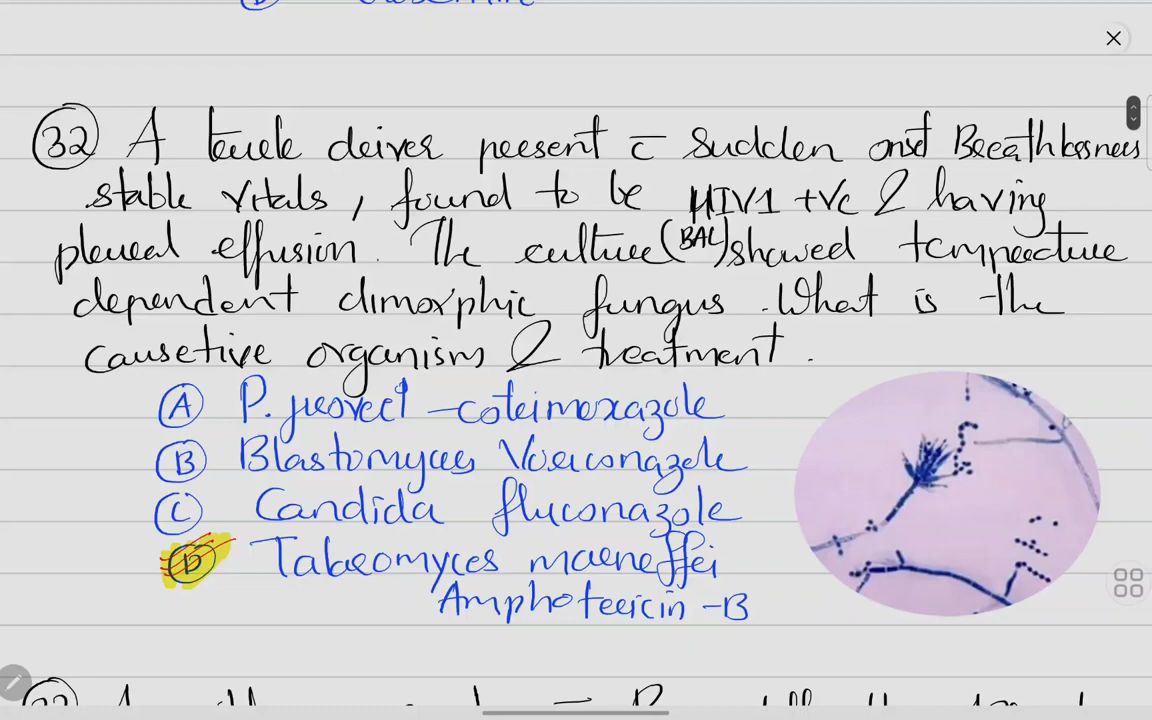 32 A truck driver present c Sudden onset Breathlessness
stable vitals, found to be HIV1 +ve & having
pleural effusion. The culture (BAL) showed temperature
dependent dimorphic fungus. What is the
causetive organism & treatment.
A P. jirovecI - cotrimoxazole
B Blastomyces Voriconazole
C Candida fluconazole
D Talaromyces marneffei
Amphotericin - B